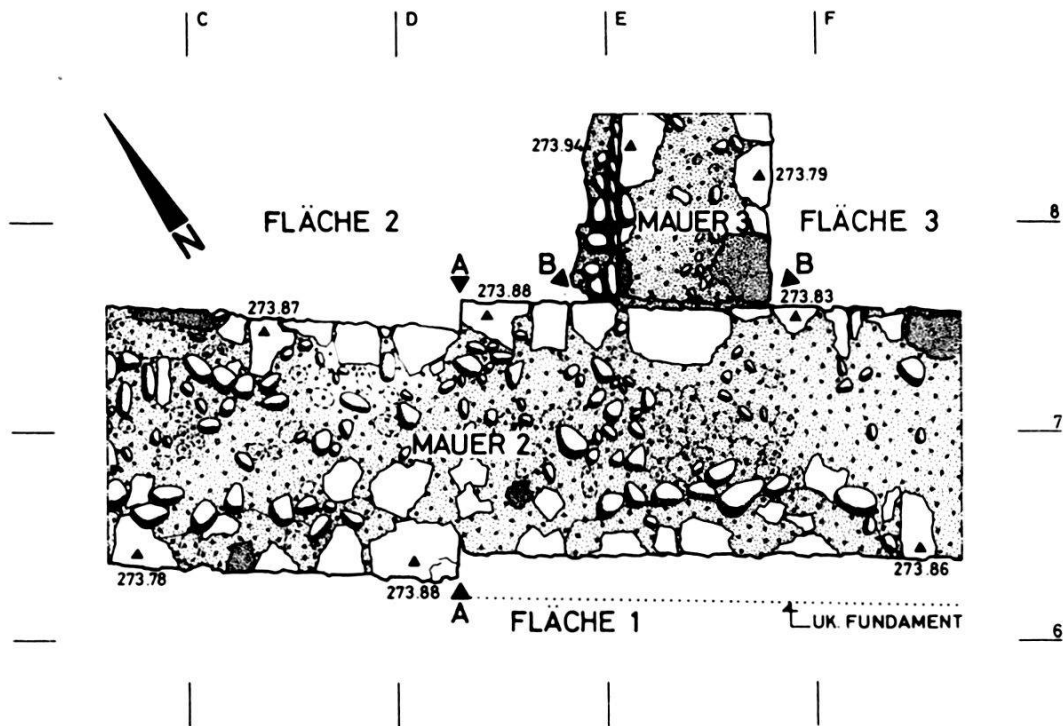 C D E F
273.94
273.79
8
FLÄCHE 2 MAUER 3 FLÄCHE 3
N
A B B
273.87 273.88 273.83
7
MAUER 2
273.78 273.88 273.86
A
FLÄCHE 1 UK. FUNDAMENT
6